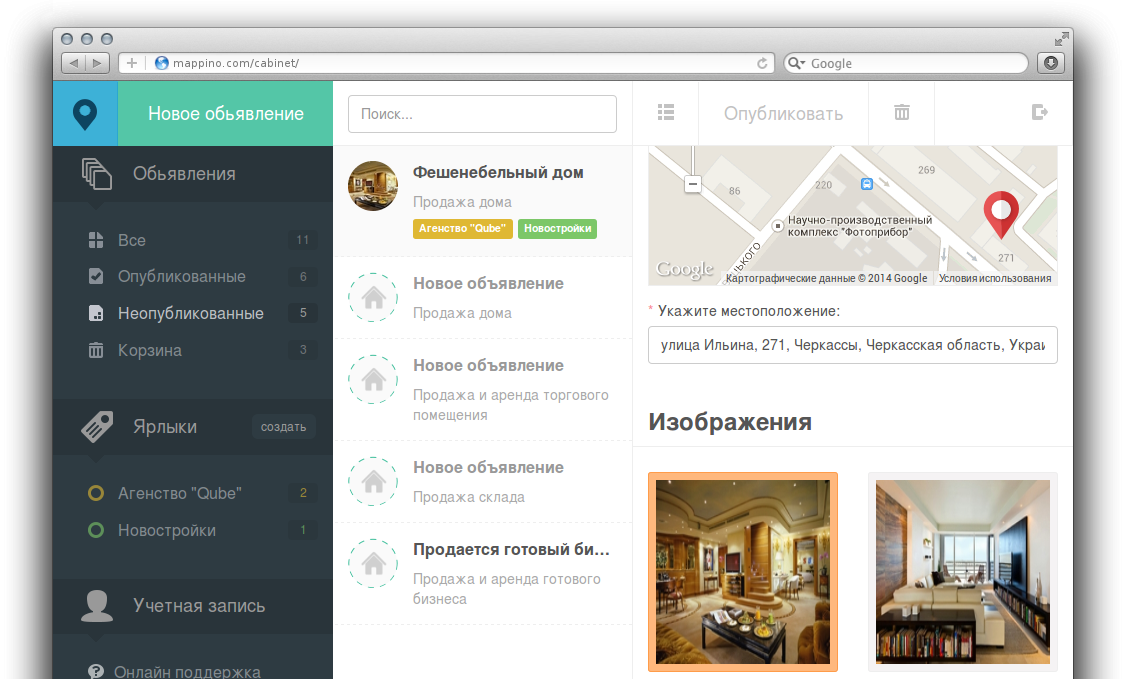 mappino.com/cabinet/
Google
Новое обьявление
Обьявления
Все 11
Опубликованные 6
Неопубликованные 5
Корзина 3
Ярлыки создать
Агенство "Qube" 2
Новостройки 1
Учетная запись
Онлайн поддержка
Поиск...
Фешенебельный дом
Продажа дома
Агенство "Qube" Новостройки
Новое объявление
Продажа дома
Новое объявление
Продажа и аренда торгового
помещения
Новое объявление
Продажа склада
Продается готовый би...
Продажа и аренда готового
бизнеса
Опубликовать
269
220
86
Научно-производственный
комплекс "Фотоприбор"
271
Google
Картографические данные © 2014 Google Условия использования
* Укажите местоположение:
улица Ильина, 271, Черкассы, Черкасская область, Украи
Изображения